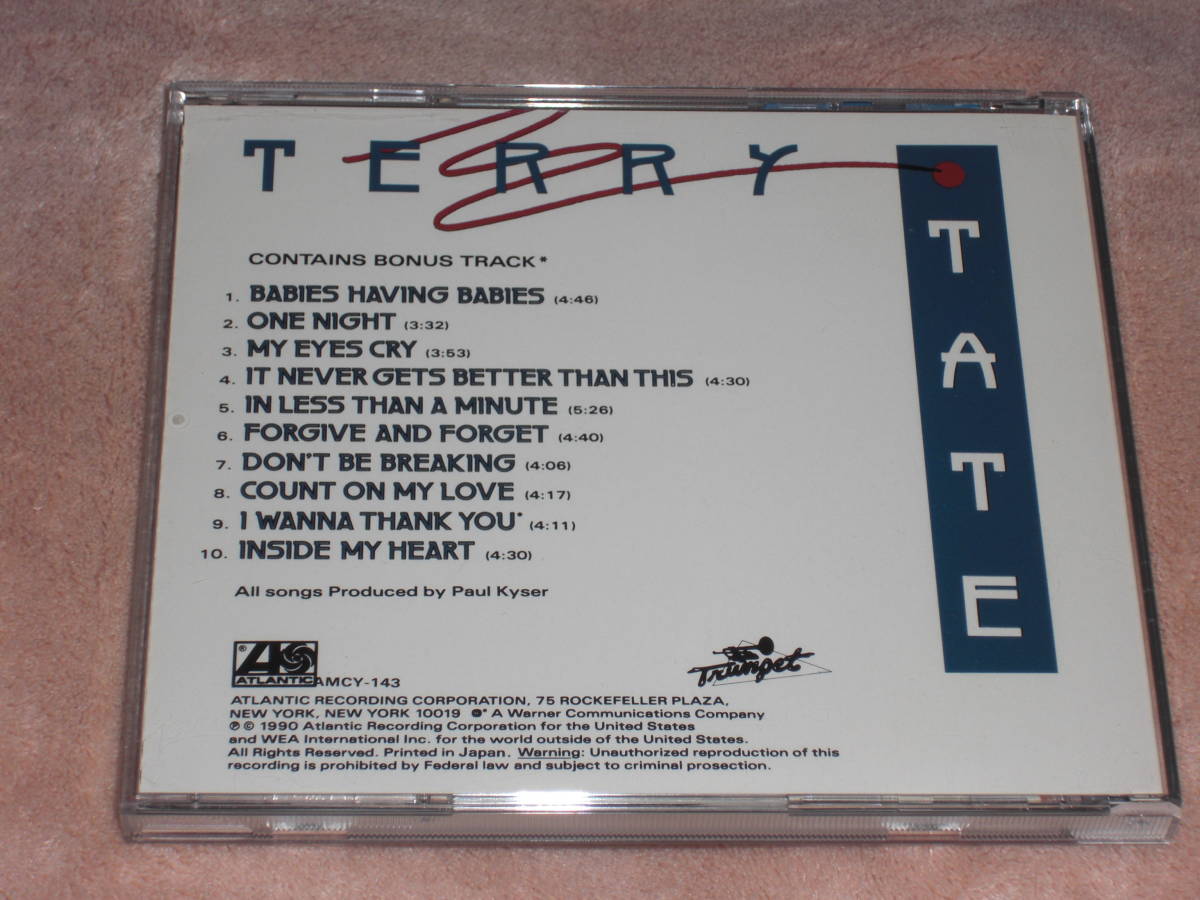 TERRY
TATE
CONTAINS BONUS TRACK*
1. BABIES HAVING BABIES (4:46)
2. ONE NIGHT (3:32)
3. MY EYES CRY (3:53)
4. IT NEVER GETS BETTER THAN THIS (4:30)
5. IN LESS THAN A MINUTE (5:26)
6. FORGIVE AND FORGET (4:40)
7. DON'T BE BREAKING (4:06)
8. COUNT ON MY LOVE (4:17)
9. I WANNA THANK YOU* (4:11)
10. INSIDE MY HEART (4:30)
All songs Produced by Paul Kyser
® ATLANTIC AMCY-143
Trumpet
ATLANTIC RECORDING CORPORATION, 75 ROCKEFELLER PLAZA,
NEW YORK, NEW YORK 10019 A Warner Communications Company
℗ © 1990 Atlantic Recording Corporation for the United States
and WEA International Inc. for the world outside of the United States.
All Rights Reserved. Printed in Japan. Warning: Unauthorized reproduction of this
recording is prohibited by Federal law and subject to criminal prosection.